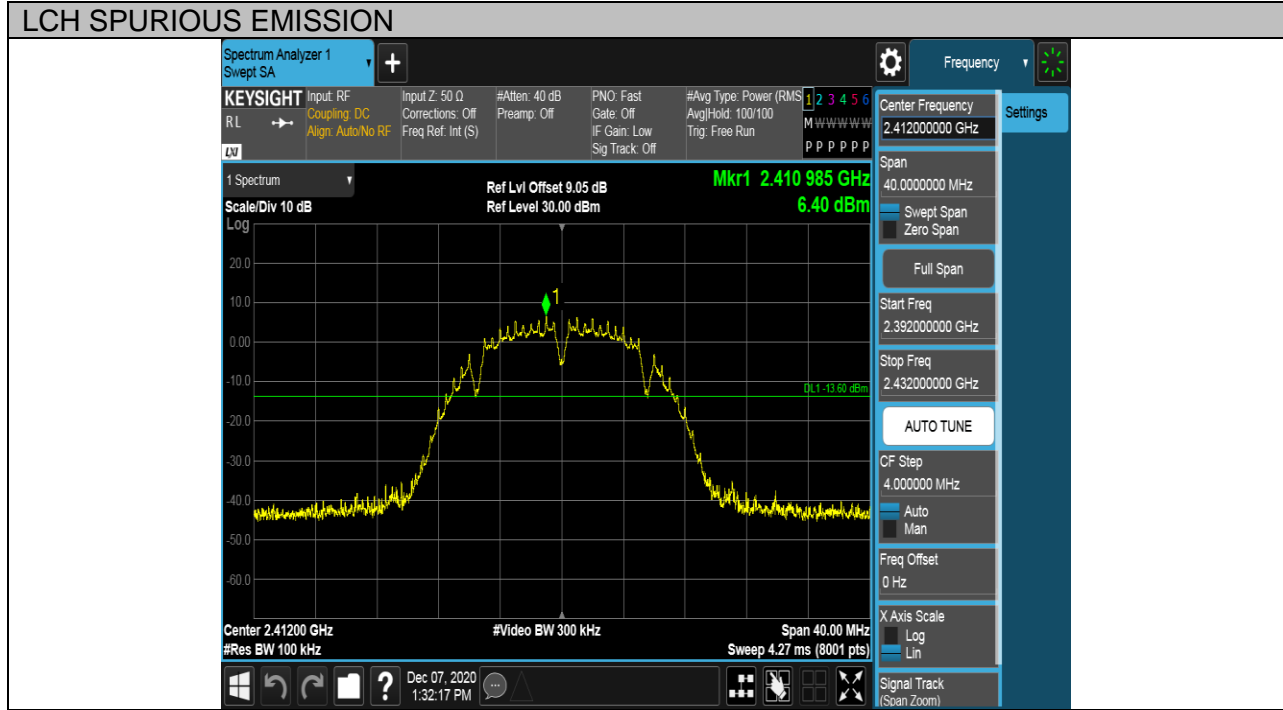 LCH SPURIOUS EMISSION
Spectrum Analyzer 1
Swept SA
+
Frequency
KEYSIGHT
RL
LXI
Input: RF
Coupling: DC
Align: Auto/No RF
Input Z: 50 Ω
Corrections: Off
Freq Ref: Int (S)
#Atten: 40 dB
Preamp: Off
PNO: Fast
Gate: Off
IF Gain: Low
Sig Track: Off
#Avg Type: Power (RMS
Avg|Hold: 100/100
Trig: Free Run
1 2 3 4 5 6
M W W W W W
P P P P P P
1 Spectrum
Scale/Div 10 dB
Ref Lvl Offset 9.05 dB
Ref Level 30.00 dBm
Mkr1 2.410 985 GHz
6.40 dBm
Log
20.0
10.0
0.00
-10.0
-20.0
-30.0
-40.0
-50.0
-60.0
1
DL1 -13.60 dBm
Center 2.41200 GHz
#Res BW 100 kHz
#Video BW 300 kHz
Span 40.00 MHz
Sweep 4.27 ms (8001 pts)
Center Frequency
2.412000000 GHz
Settings
Span
40.0000000 MHz
Swept Span
Zero Span
Full Span
Start Freq
2.392000000 GHz
Stop Freq
2.432000000 GHz
AUTO TUNE
CF Step
4.000000 MHz
Auto
Man
Freq Offset
0 Hz
X Axis Scale
Log
Lin
Signal Track
(Span Zoom)
?
Dec 07, 2020
1:32:17 PM